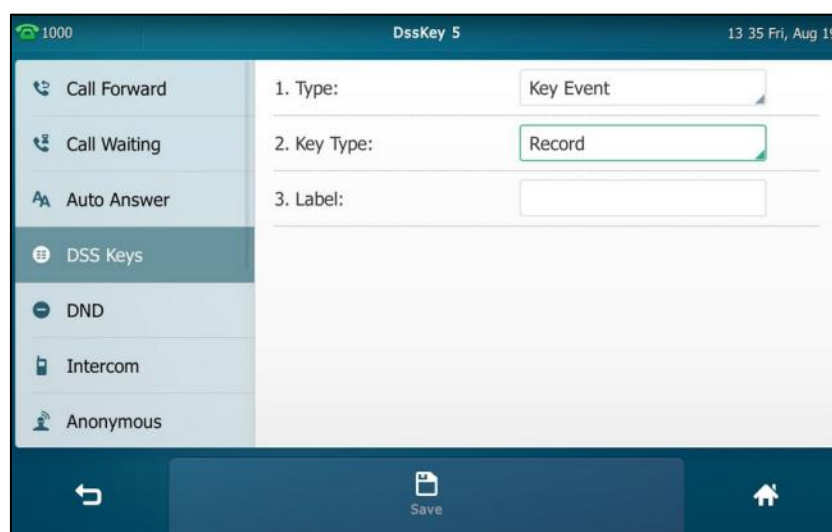 1000 DssKey 5 13 35 Fri, Aug 19
Call Forward
Call Waiting
Auto Answer
DSS Keys
DND
Intercom
Anonymous
1. Type: Key Event
2. Key Type: Record
3. Label:
Save